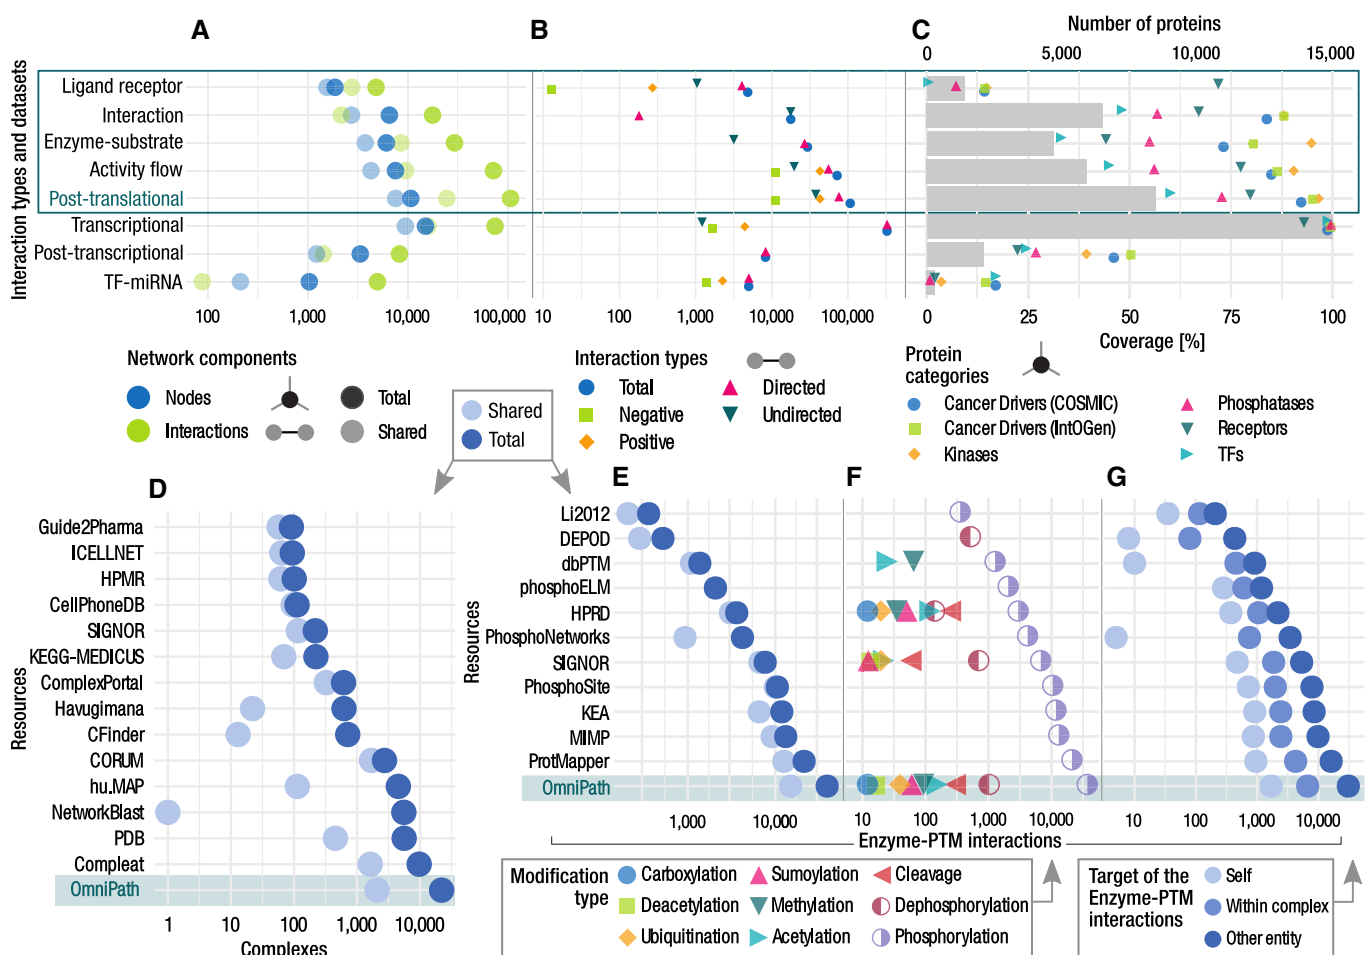 A
B
C
Number of proteins
0
5,000
10,000
15,000
Interaction types and datasets
Ligand receptor
Interaction
Enzyme-substrate
Activity flow
Post-translational
Transcriptional
Post-transcriptional
TF-miRNA
100
1,000
10,000
100,000
10
100
1,000
10,000
100,000
0
25
50
75
100
Coverage [%]
Network components
Nodes
Total
Interactions
Shared
Shared
Total
Interaction types
Total
Directed
Negative
Undirected
Positive
Protein
categories
Cancer Drivers (COSMIC)
Phosphatases
Cancer Drivers (IntOGen)
Receptors
Kinases
TFs
D
Resources
Guide2Pharma
ICELLNET
HPMR
CellPhoneDB
SIGNOR
KEGG-MEDICUS
ComplexPortal
Havugimana
CFinder
CORUM
hu.MAP
NetworkBlast
PDB
Compleat
OmniPath
1
10
100
1,000
10,000
Complexes
E
F
G
Resources
Li2012
DEPOD
dbPTM
phosphoELM
HPRD
PhosphoNetworks
SIGNOR
PhosphoSite
KEA
MIMP
ProtMapper
OmniPath
1,000
10,000
10
100
1,000
10,000
10
100
1,000
10,000
Enzyme-PTM interactions
Modification
type
Carboxylation
Sumoylation
Cleavage
Deacetylation
Methylation
Dephosphorylation
Ubiquitination
Acetylation
Phosphorylation
Target of the
Enzyme-PTM
interactions
Self
Within complex
Other entity